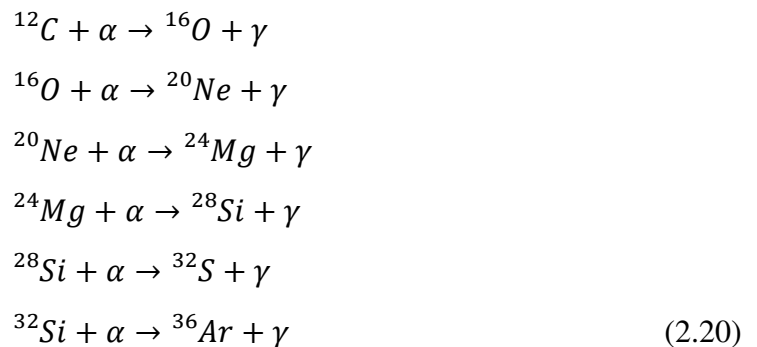 ¹²C + α → ¹⁶O + γ
¹⁶O + α → ²⁰Ne + γ
²⁰Ne + α → ²⁴Mg + γ
²⁴Mg + α → ²⁸Si + γ
²⁸Si + α → ³²S + γ
³²Si + α → ³⁶Ar + γ (2.20)